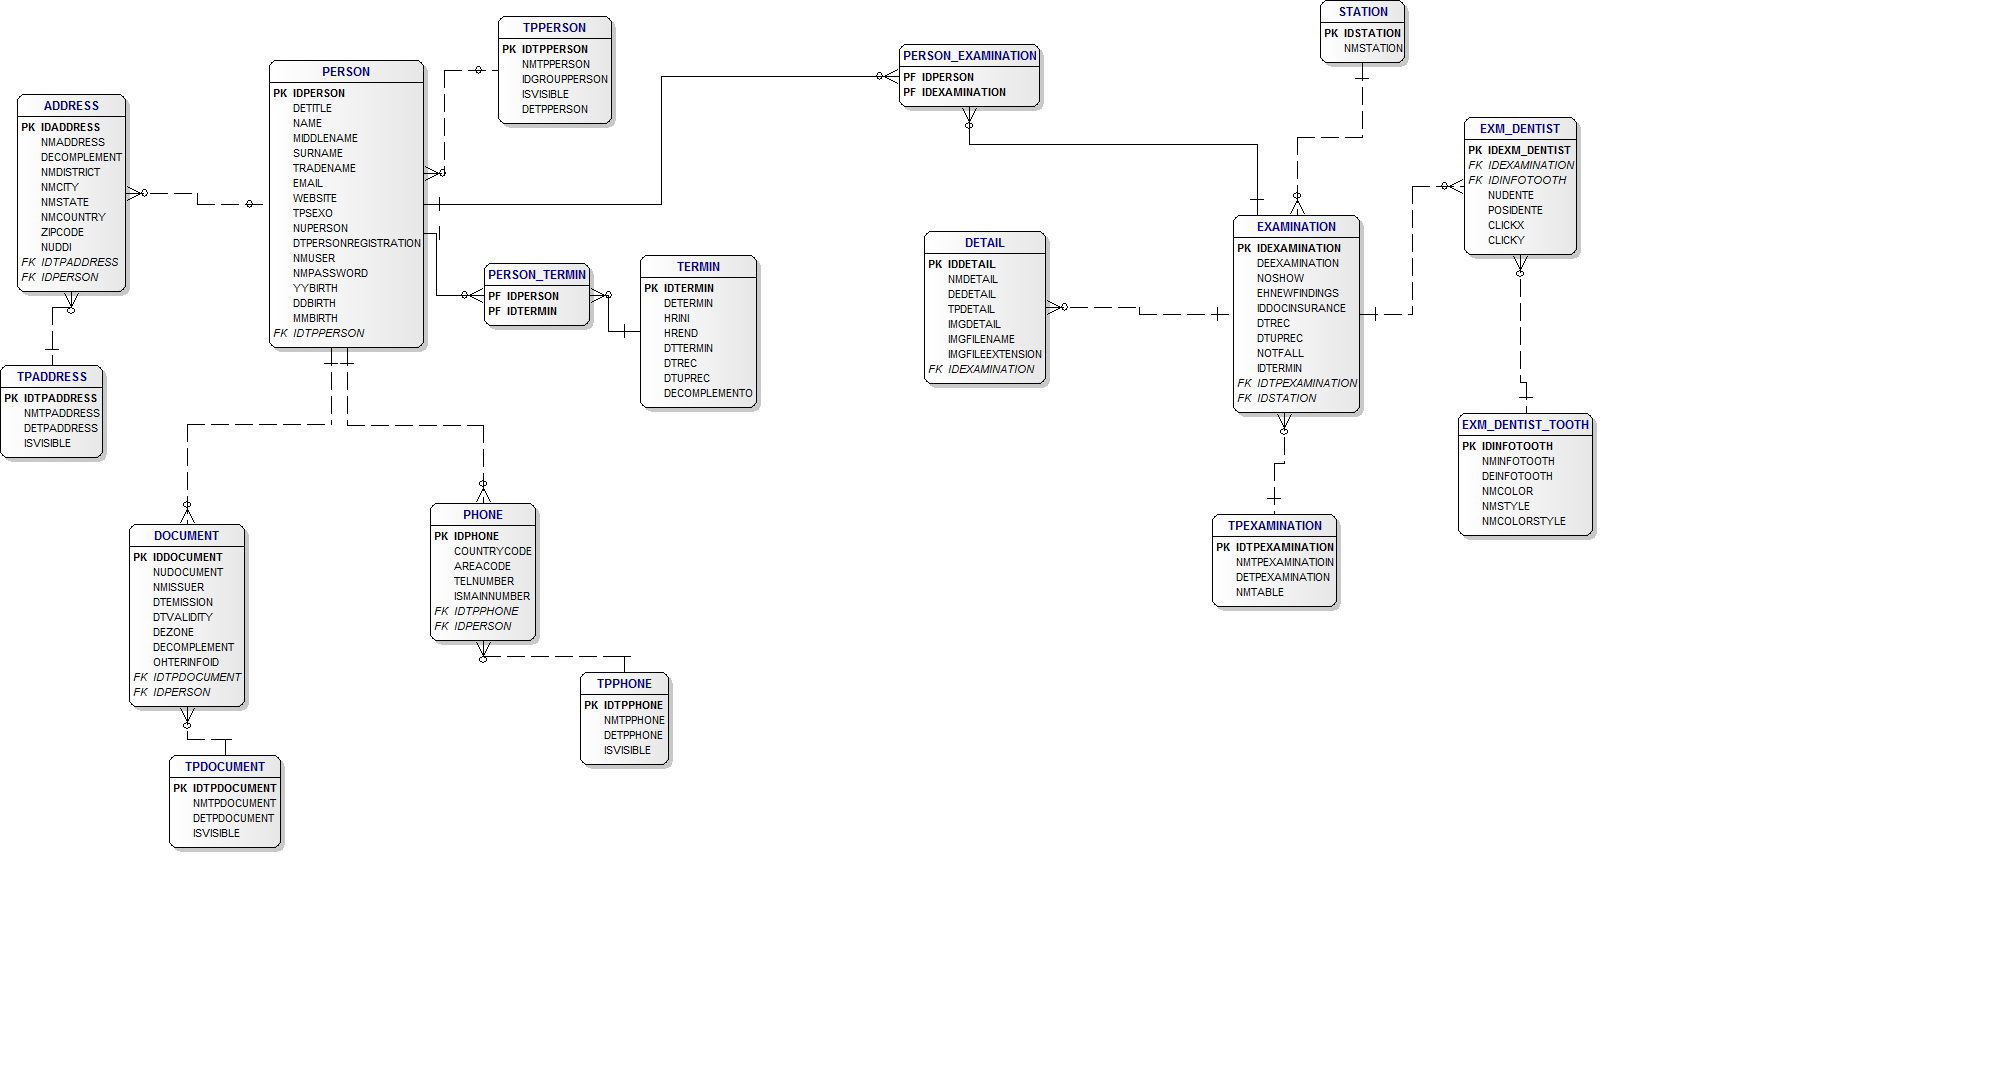 STATION
PK IDSTATION
NMSTATION
TPPERSON
PK IDTPPERSON
NMTPPERSON
IDGROUPPERSON
ISVISIBLE
DETPPERSON
PERSON_EXAMINATION
PF IDPERSON
PF IDEXAMINATION
PERSON
PK IDPERSON
DETITLE
NAME
MIDDLENAME
SURNAME
TRADENAME
EMAIL
WEBSITE
TPSEXO
NUPERSON
DTPERSONREGISTRATION
NMUSER
NMPASSWORD
YYBIRTH
DDBIRTH
MMBIRTH
FK IDTPPERSON
ADDRESS
PK IDADDRESS
NMADDRESS
DECOMPLEMENT
NMDISTRICT
NMCITY
NMSTATE
NMCOUNTRY
ZIPCODE
NUDDI
FK IDTPADDRESS
FK IDPERSON
EXM_DENTIST
PK IDEXM_DENTIST
FK IDEXAMINATION
FK IDINFOTOOTH
NUDENTE
POSIDENTE
CLICKX
CLICKY
EXAMINATION
PK IDEXAMINATION
DEEXAMINATION
NOSHOW
EHNEWFINDINGS
IDDOCINSURANCE
DTREC
DTUPREC
NOTFALL
IDTERMIN
FK IDTPEXAMINATION
FK IDSTATION
DETAIL
PK IDDETAIL
NMDETAIL
DEDETAIL
TPDETAIL
IMGDETAIL
IMGFILENAME
IMGFILEEXTENSION
FK IDEXAMINATION
PERSON_TERMIN
PF IDPERSON
PF IDTERMIN
TERMIN
PK IDTERMIN
DETERMIN
HRINI
HREND
DTTERMIN
DTREC
DTUPREC
DECOMPLEMENTO
TPADDRESS
PK IDTPADDRESS
NMTPADDRESS
DETPADDRESS
ISVISIBLE
EXM_DENTIST_TOOTH
PK IDINFOTOOTH
NMINFOTOOTH
DEINFOTOOTH
NMCOLOR
NMSTYLE
NMCOLORSTYLE
DOCUMENT
PK IDDOCUMENT
NUDOCUMENT
NMISSUER
DTEMISSION
DTVALIDITY
DEZONE
DECOMPLEMENT
OHTERINFOID
FK IDTPDOCUMENT
FK IDPERSON
PHONE
PK IDPHONE
COUNTRYCODE
AREACODE
TELNUMBER
ISMAINNUMBER
FK IDTPPHONE
FK IDPERSON
TPEXAMINATION
PK IDTPEXAMINATION
NMTPEXAMINATIOIN
DETPEXAMINATION
NMTABLE
TPPHONE
PK IDTPPHONE
NMTPPHONE
DETPPHONE
ISVISIBLE
TPDOCUMENT
PK IDTPDOCUMENT
NMTPDOCUMENT
DETPDOCUMENT
ISVISIBLE